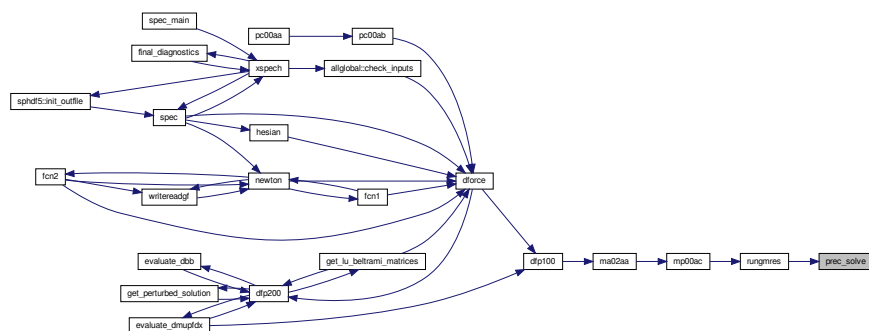 spec_main
pc00aa
pc00ab
final_diagnostics
xspech
allglobal::check_inputs
sphdf5::init_outfile
spec
hesian
fcn2
newton
dforce
writereadgf
fcn1
evaluate_dbb
get_lu_beltrami_matrices
dfp100
ma02aa
mp00ac
rungmres
prec_solve
get_perturbed_solution
dfp200
evaluate_dmupfdx